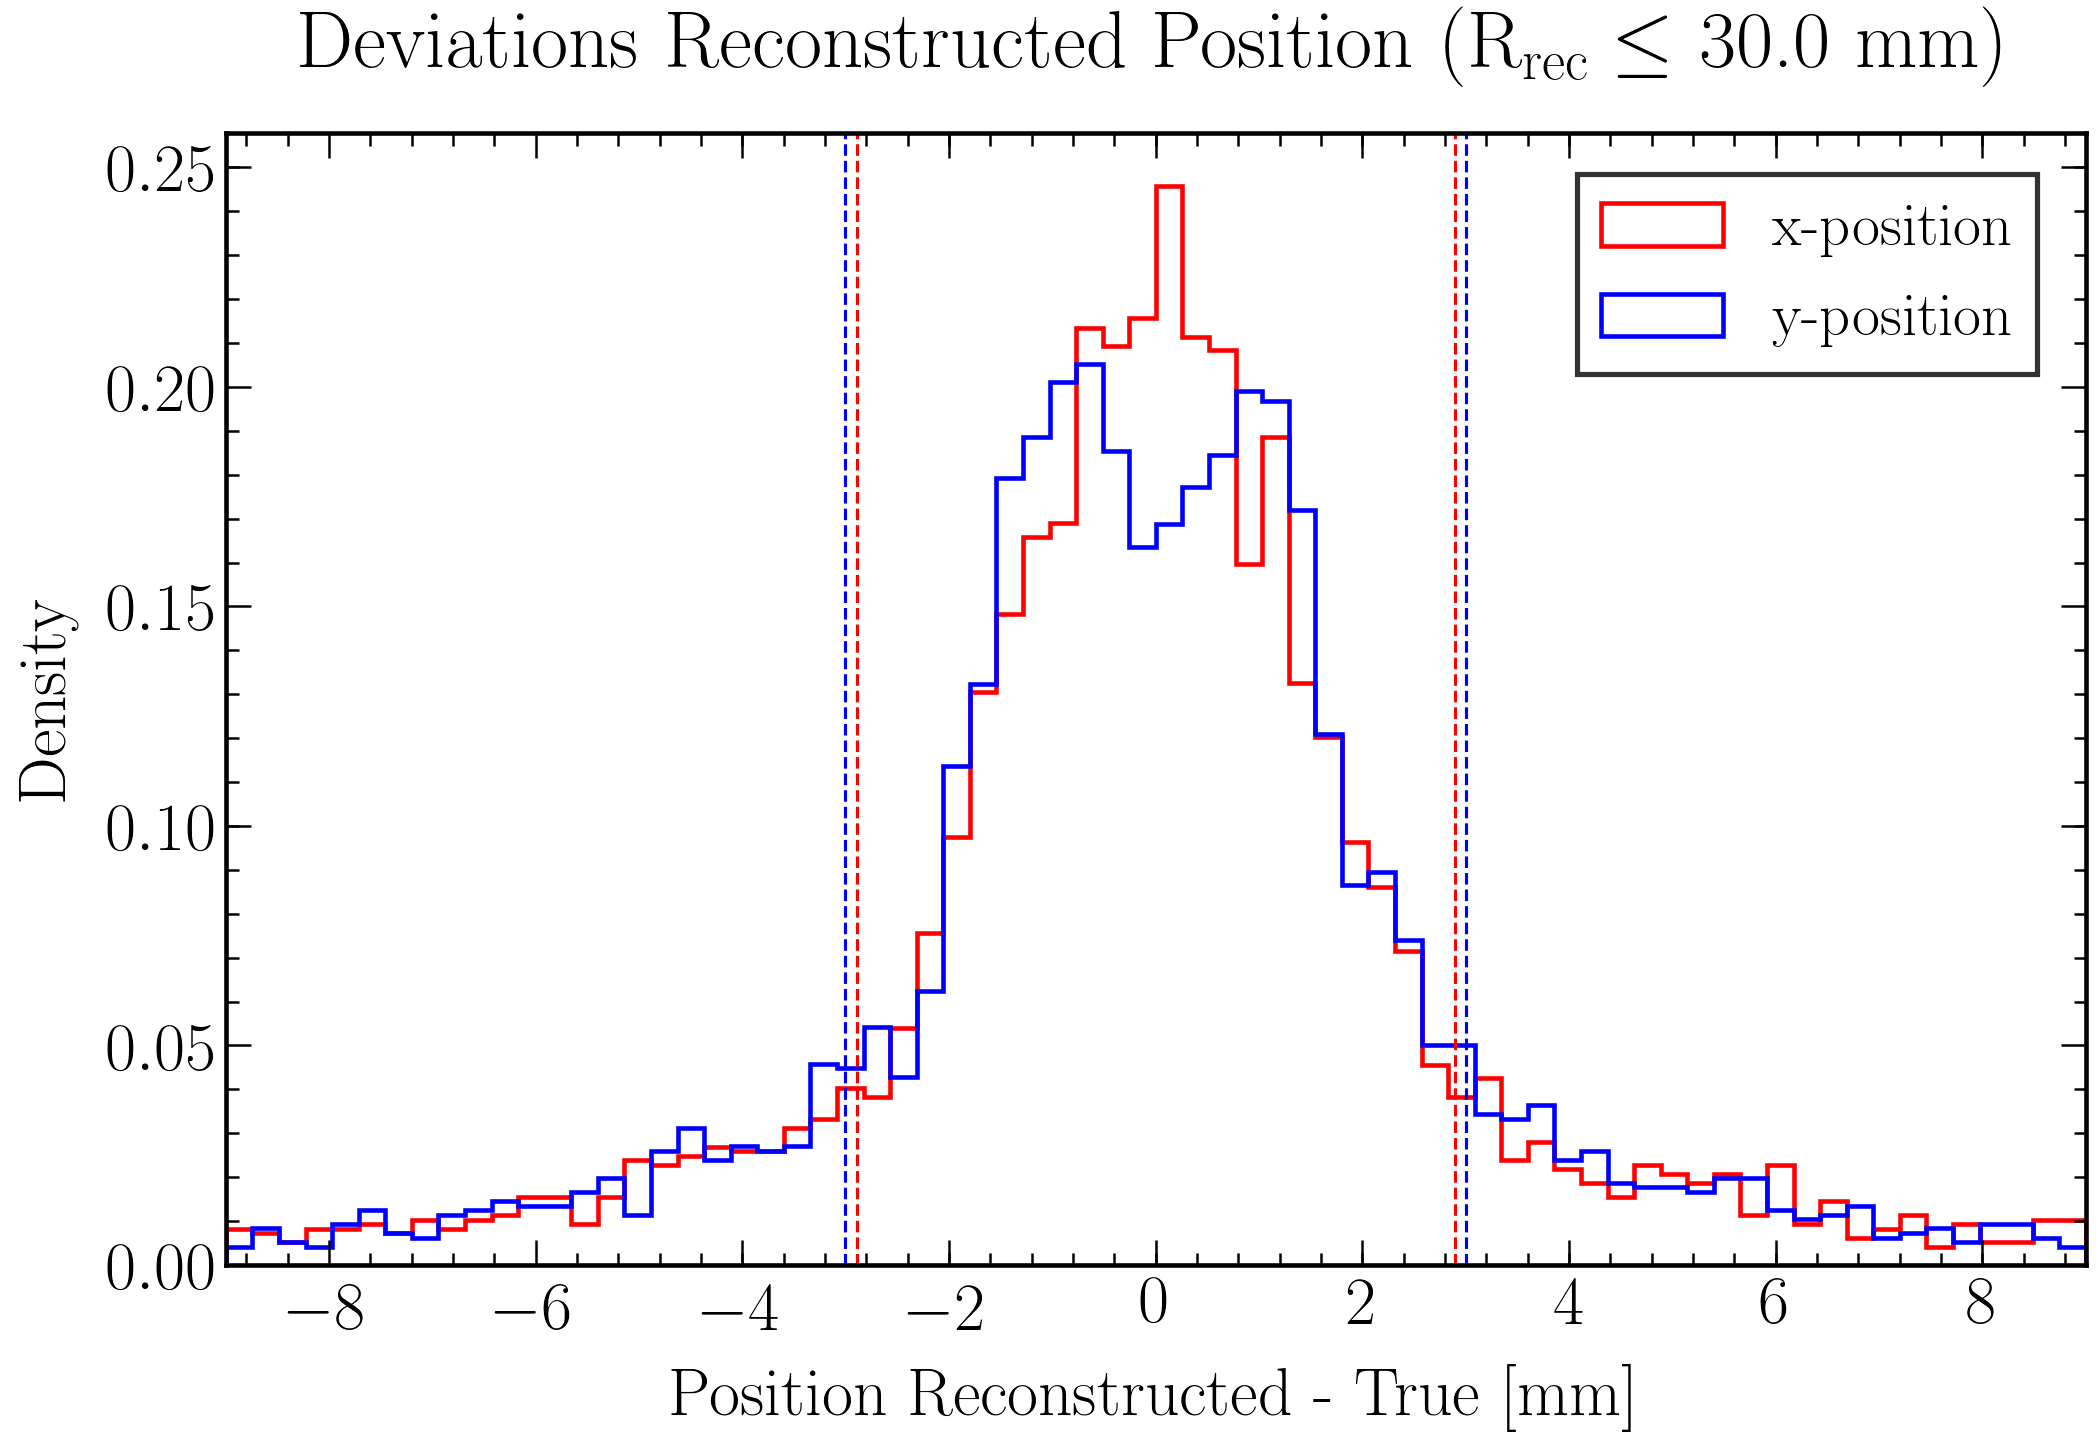 Deviations Reconstructed Position (R_rec ≤ 30.0 mm)
0.25
0.20
0.15
0.10
0.05
0.00
Density
x-position
y-position
−8 −6 −4 −2 0 2 4 6 8
Position Reconstructed - True [mm]